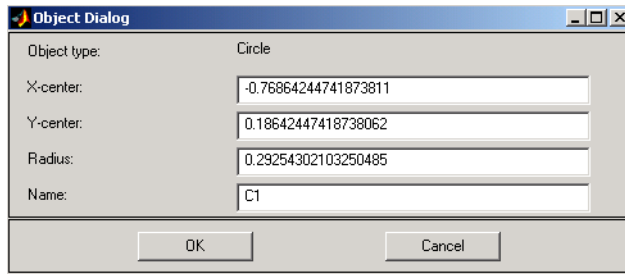 Object Dialog
Object type: Circle
X-center: -0.76864244741873811
Y-center: 0.18642447418738062
Radius: 0.29254302103250485
Name: C1
OK Cancel